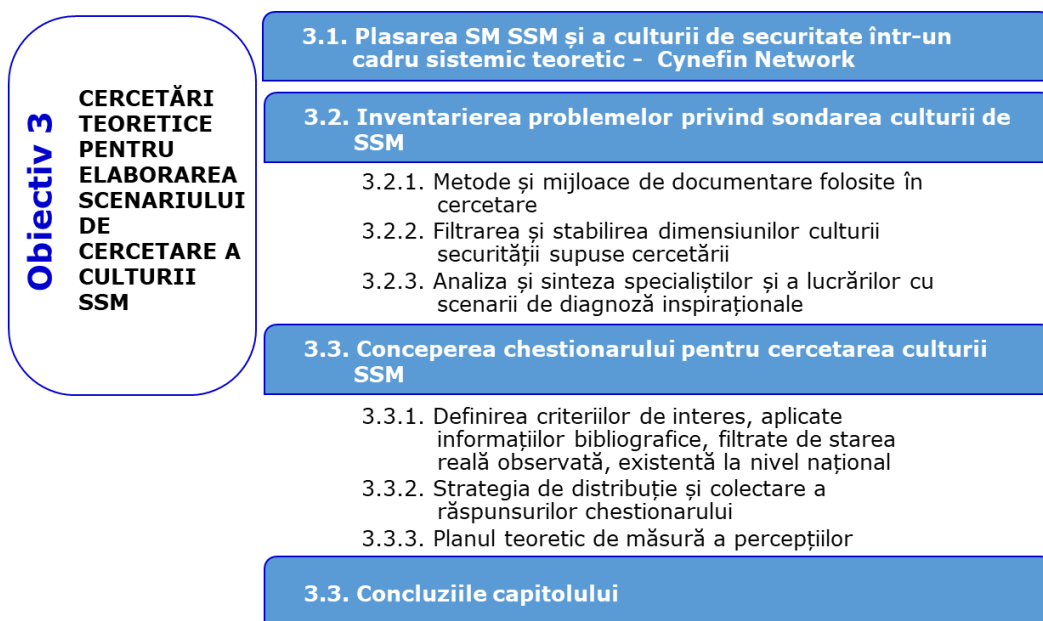 Obiectiv 3
CERCETĂRI
TEORETICE
PENTRU
ELABORAREA
SCENARIULUI
DE
CERCETARE A
CULTURII
SSM
3.1. Plasarea SM SSM și a culturii de securitate într-un
cadru sistemic teoretic - Cynefin Network
3.2. Inventarierea problemelor privind sondarea culturii de
SSM
3.2.1. Metode și mijloace de documentare folosite în
cercetare
3.2.2. Filtrarea și stabilirea dimensiunilor culturii
securității supuse cercetării
3.2.3. Analiza și sinteza specialiștilor și a lucrărilor cu
scenarii de diagnoză inspiraționale
3.3. Conceperea chestionarului pentru cercetarea culturii
SSM
3.3.1. Definirea criteriilor de interes, aplicate
informațiilor bibliografice, filtrate de starea
reală observată, existentă la nivel național
3.3.2. Strategia de distribuție și colectare a
răspunsurilor chestionarului
3.3.3. Planul teoretic de măsură a percepțiilor
3.3. Concluziile capitolului